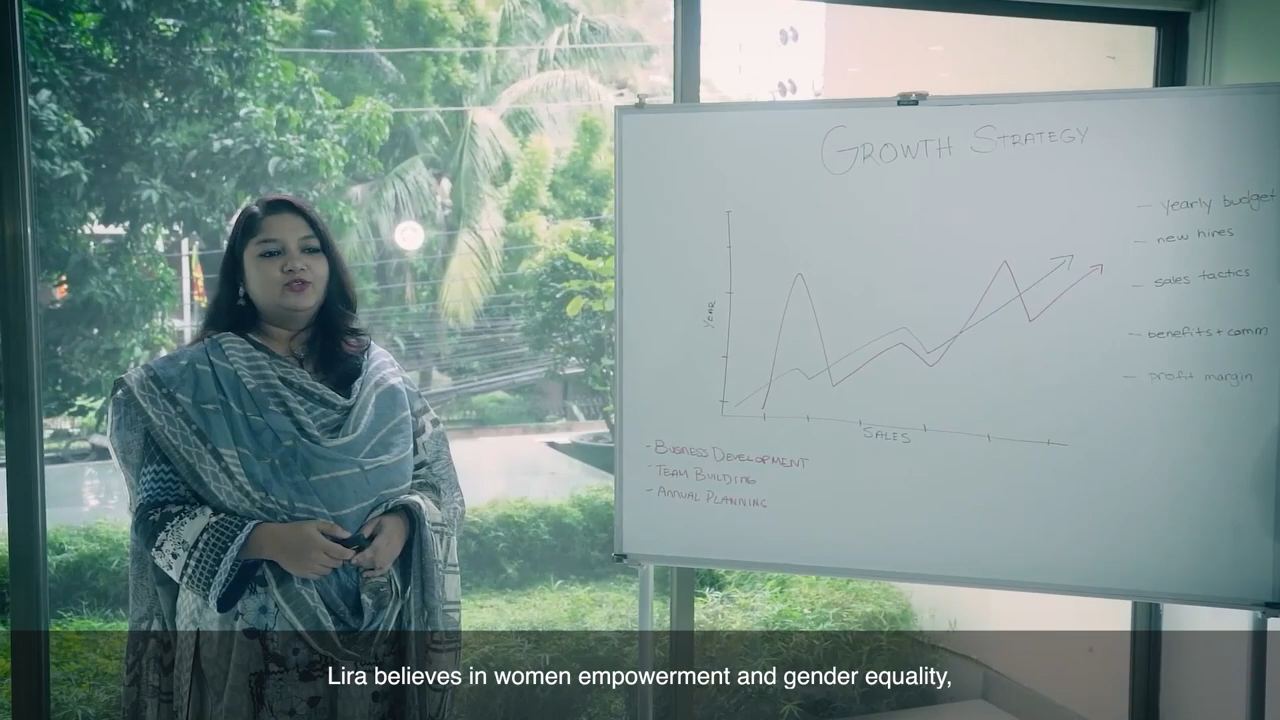 GROWTH STRATEGY
- yearly budget
- new hires
- sales tactics
- benefits + comm
- profit margin
YEAR
SALES
- BUSINESS DEVELOPMENT
- TEAM BUILDING
- ANNUAL PLANNING
Lira believes in women empowerment and gender equality,